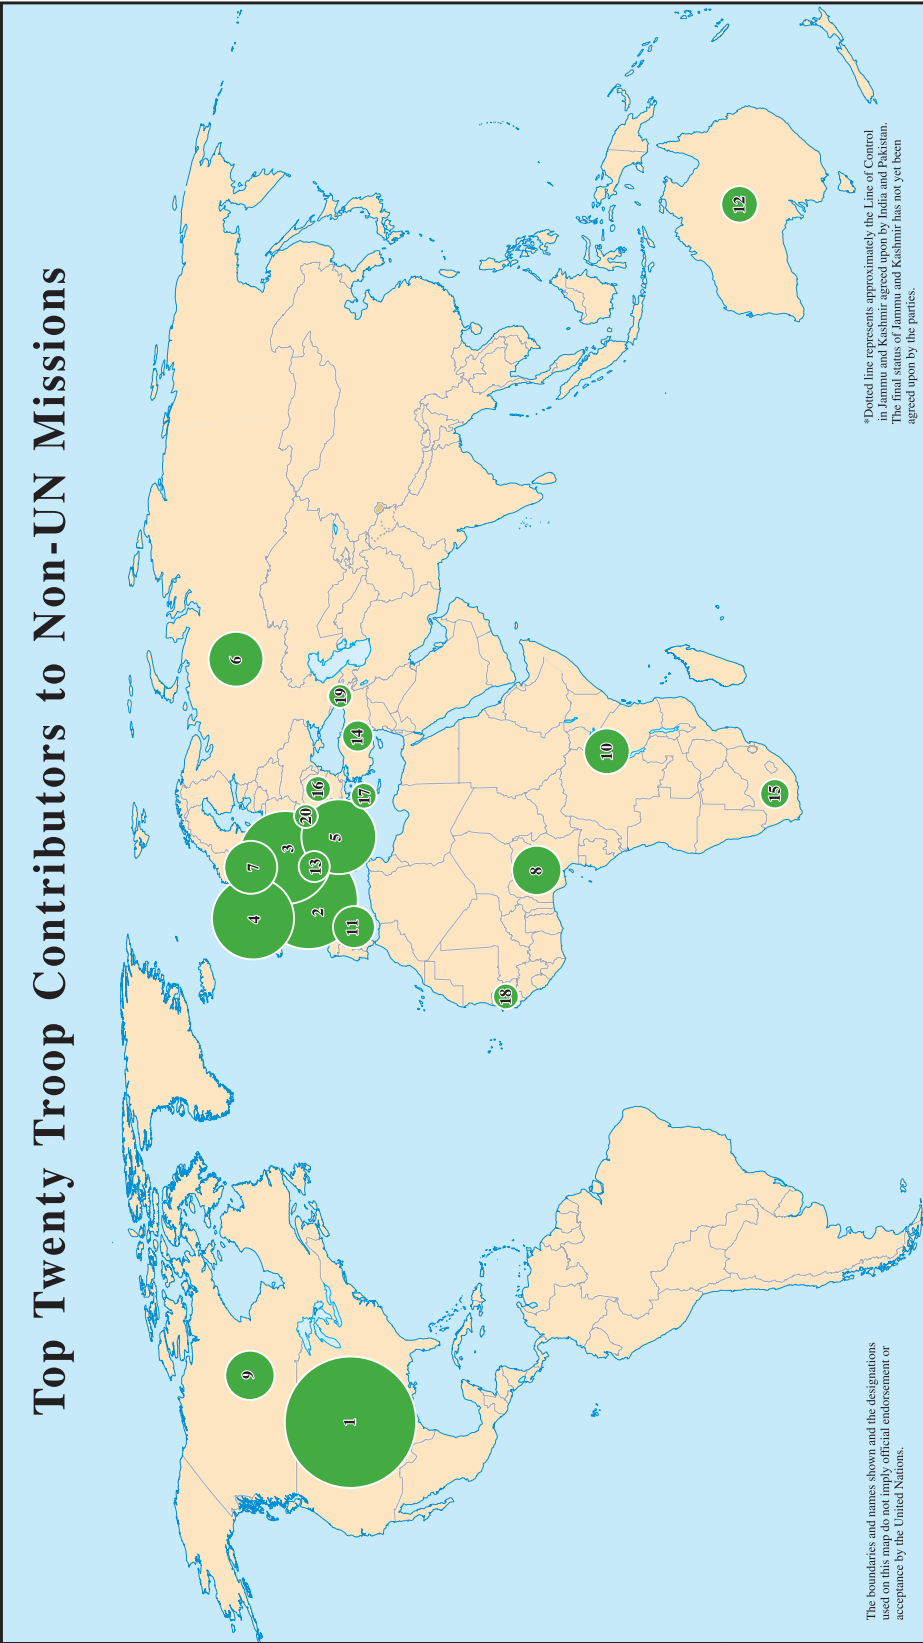 Top Twenty Troop Contributors to Non-UN Missions
1
2
3
4
5
6
7
8
9
10
11
12
13
14
15
16
17
18
19
20
The boundaries and names shown and the designations
used on this map do not imply official endorsement or
acceptance by the United Nations.
*Dotted line represents approximately the Line of Control
in Jammu and Kashmir agreed upon by India and Pakistan.
The final status of Jammu and Kashmir has not yet been
agreed upon by the parties.